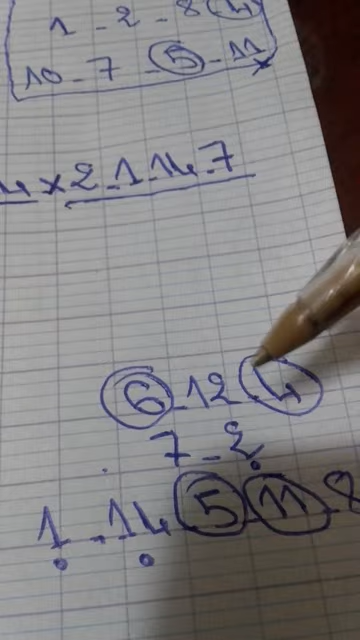 1 - 2 - 8 4
10 - 7 - 5 - 11
4 x 2 - 1 - 14 - 7
6 - 12 - 4
7 - 2
1 - 14 5 11 - 8